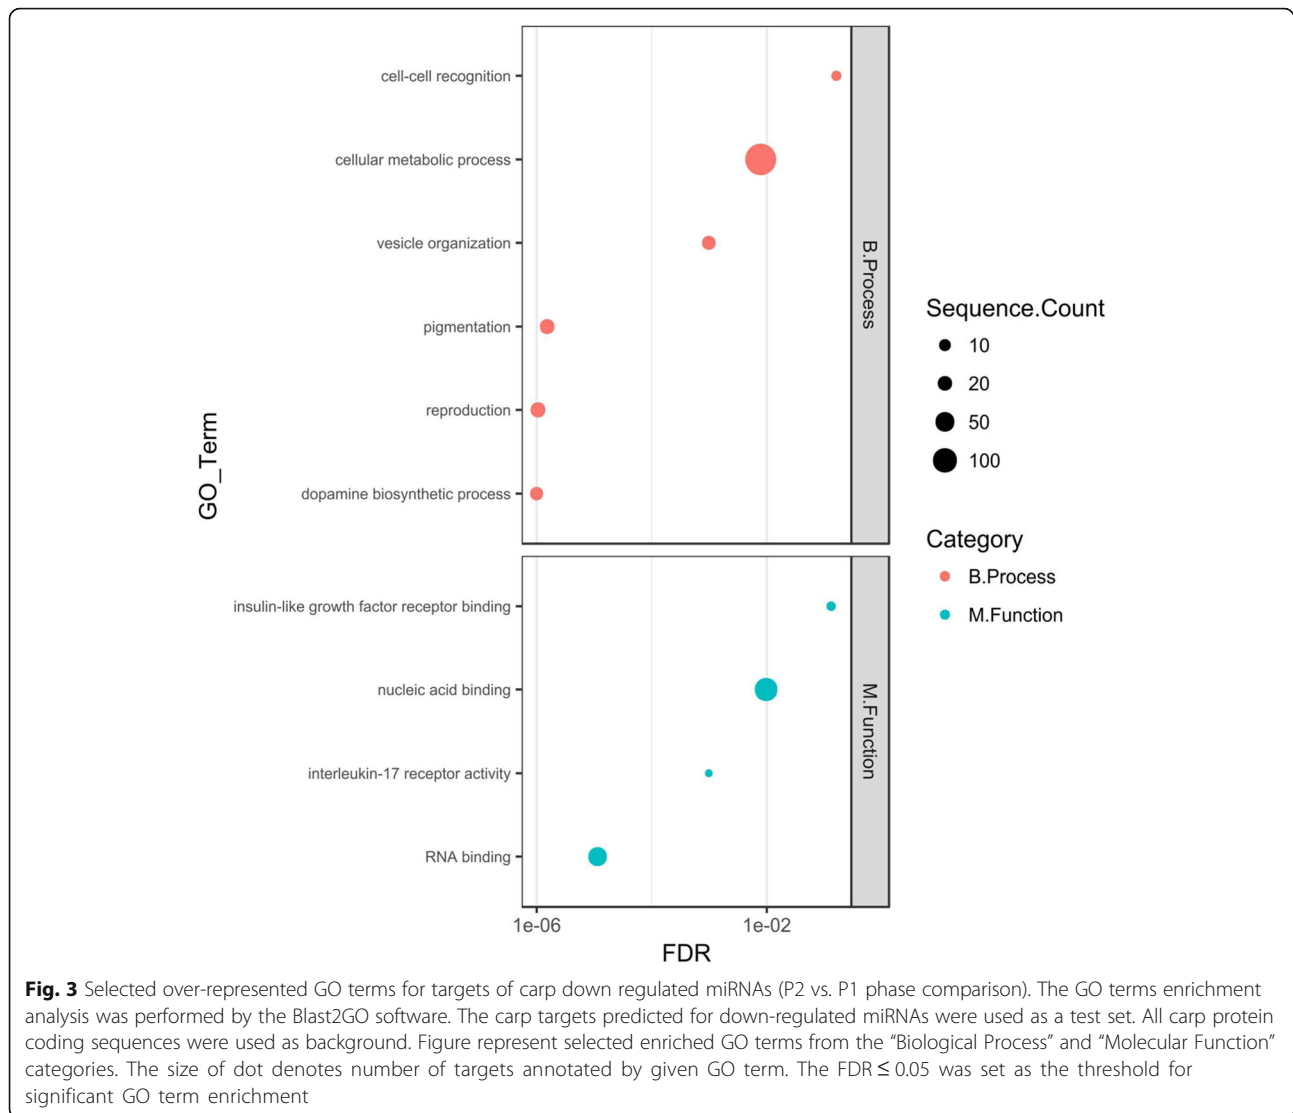 cell-cell recognition
cellular metabolic process
vesicle organization
pigmentation
reproduction
dopamine biosynthetic process
B.Process
GO_Term
insulin-like growth factor receptor binding
nucleic acid binding
interleukin-17 receptor activity
RNA binding
M.Function
1e-06
1e-02
FDR
Sequence.Count
10
20
50
100
Category
B.Process
M.Function
Fig. 3 Selected over-represented GO terms for targets of carp down regulated miRNAs (P2 vs. P1 phase comparison). The GO terms enrichment
analysis was performed by the Blast2GO software. The carp targets predicted for down-regulated miRNAs were used as a test set. All carp protein
coding sequences were used as background. Figure represent selected enriched GO terms from the “Biological Process” and “Molecular Function”
categories. The size of dot denotes number of targets annotated by given GO term. The FDR ≤ 0.05 was set as the threshold for
significant GO term enrichment